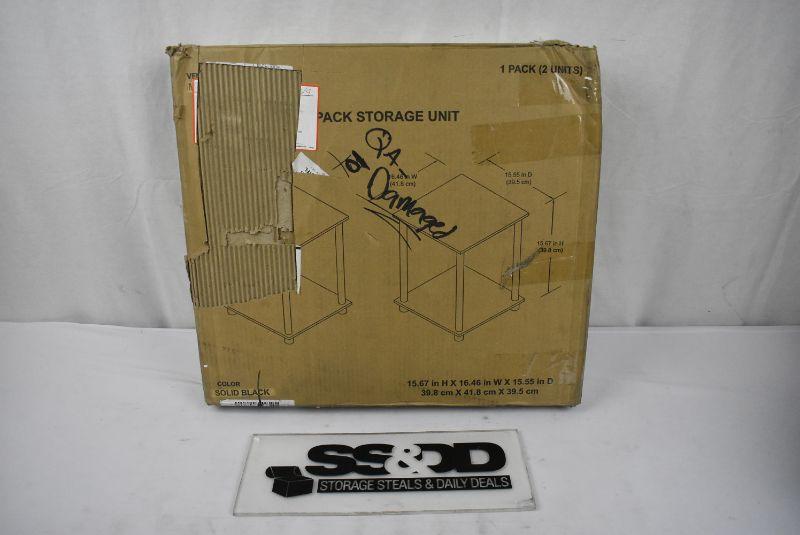 1 PACK (2 UNITS)
PACK STORAGE UNIT
QA-
Damaged
16.46 in W
(41.8 cm)
15.55 in D
(39.5 cm)
15.67 in H
(39.8 cm)
COLOR
SOLID BLACK
15.67 in H X 16.46 in W X 15.55 in D
39.8 cm X 41.8 cm X 39.5 cm
SS&DD
STORAGE STEALS & DAILY DEALS